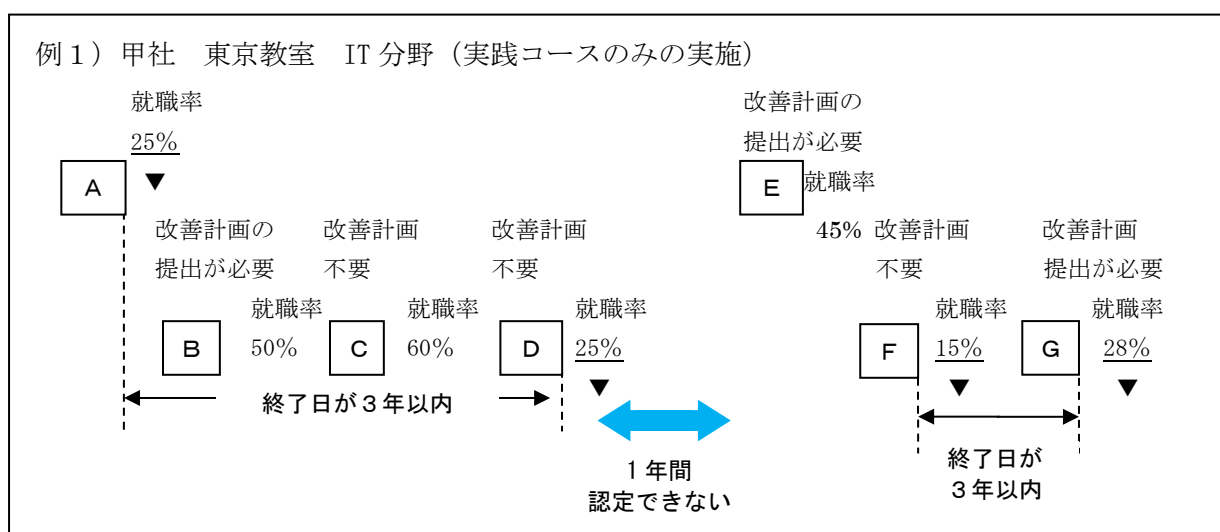 例１）甲社　東京教室　IT 分野（実践コースのみの実施）
就職率
25%
▼
A
改善計画の
提出が必要
E
就職率
45%
改善計画の
提出が必要
就職率
B
50%
改善計画
不要
就職率
C
60%
改善計画
不要
就職率
D
25%
▼
改善計画
不要
就職率
F
15%
▼
改善計画
提出が必要
就職率
G
28%
▼
終了日が３年以内
１年間
認定できない
終了日が
３年以内